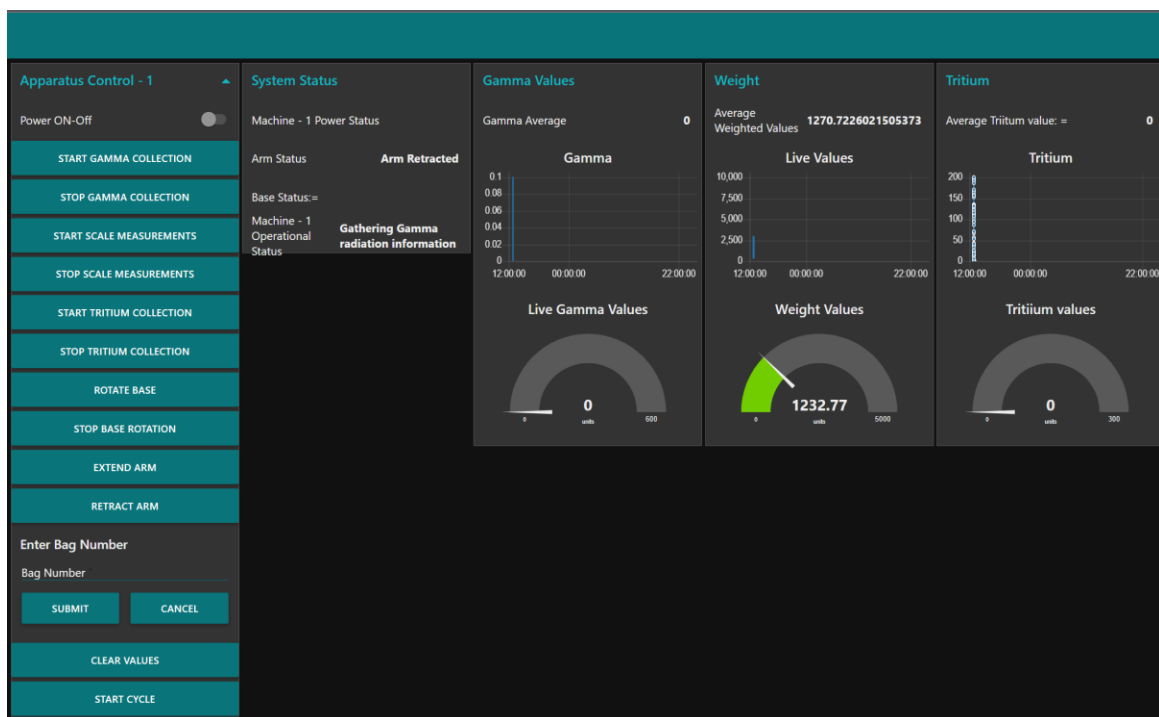 Apparatus Control - 1
Power ON-Off
START GAMMA COLLECTION
STOP GAMMA COLLECTION
START SCALE MEASUREMENTS
STOP SCALE MEASUREMENTS
START TRITIUM COLLECTION
STOP TRITIUM COLLECTION
ROTATE BASE
STOP BASE ROTATION
EXTEND ARM
RETRACT ARM
Enter Bag Number
Bag Number
SUBMIT CANCEL
CLEAR VALUES
START CYCLE
System Status
Machine - 1 Power Status
Arm Status Arm Retracted
Base Status:=
Machine - 1
Operational
Status
Gathering Gamma
radiation information
Gamma Values
Gamma Average 0
Gamma
0.1
0.08
0.06
0.04
0.02
0
12:00:00 00:00:00 22:00:00
Live Gamma Values
0
units
0 600
Weight
Average
Weighted Values
1270.7226021505373
Live Values
10,000
7,500
5,000
2,500
0
12:00:00 00:00:00 22:00:00
Weight Values
1232.77
units
0 5000
Tritium
Average Triitum value: = 0
Tritium
200
150
100
50
0
12:00:00 00:00:00 22:00:00
Tritiium values
0
units
0 300